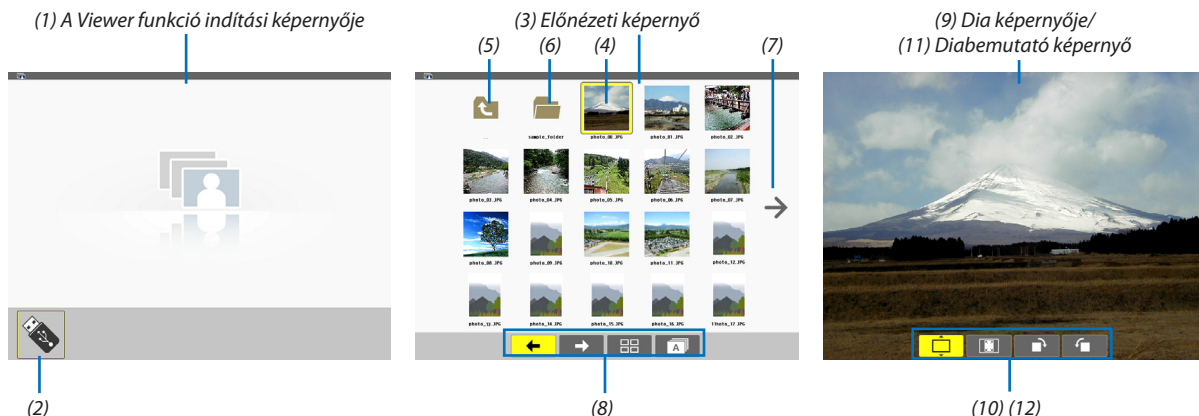 (1) A Viewer funkció indítási képernyője
(3) Előnézeti képernyő
(9) Dia képernyője/
(11) Diabemutató képernyő
(5) (6) (4) (7)
sample_folder photo_00.JPG photo_01.JPG photo_02.JPG
photo_03.JPG photo_04.JPG photo_05.JPG photo_06.JPG photo_07.JPG
photo_08.JPG photo_09.JPG photo_10.JPG photo_11.JPG photo_12.JPG
photo_13.JPG photo_14.JPG photo_15.JPG photo_16.JPG photo_17.JPG
A
(2)
(8)
(10) (12)